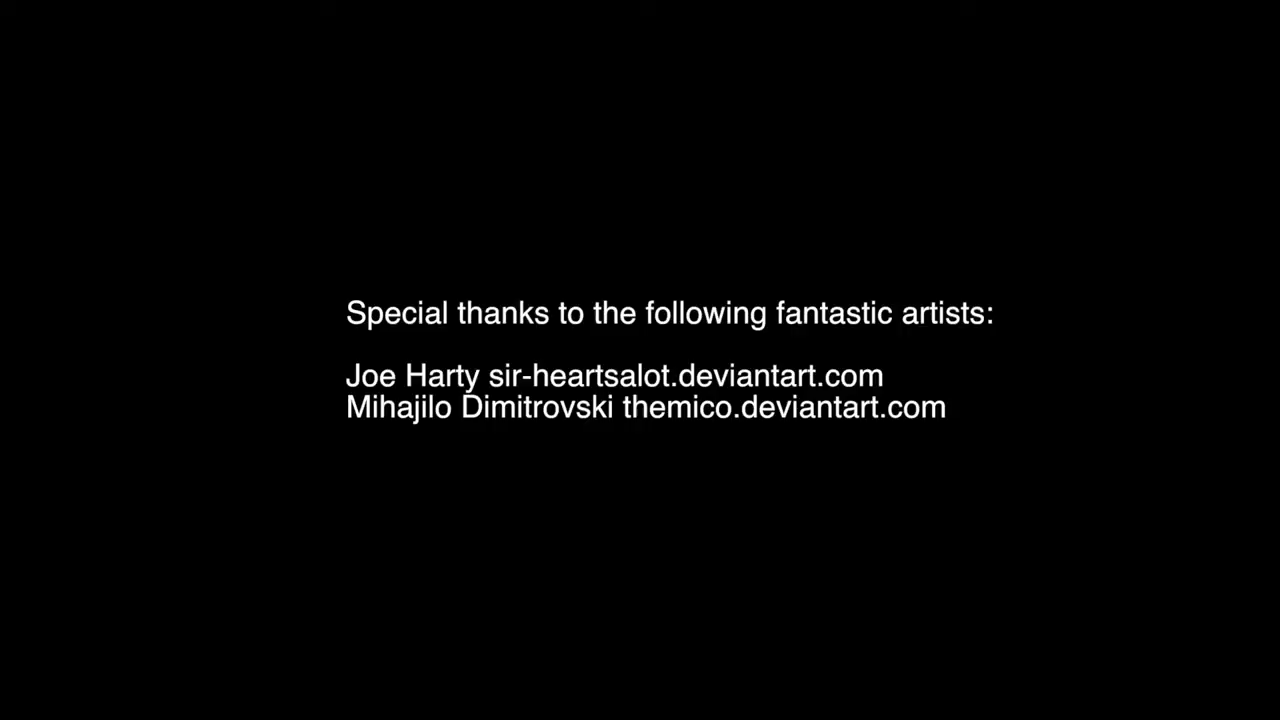 Special thanks to the following fantastic artists:
Joe Harty sir-heartsalot.deviantart.com
Mihajilo Dimitrovski themico.deviantart.com